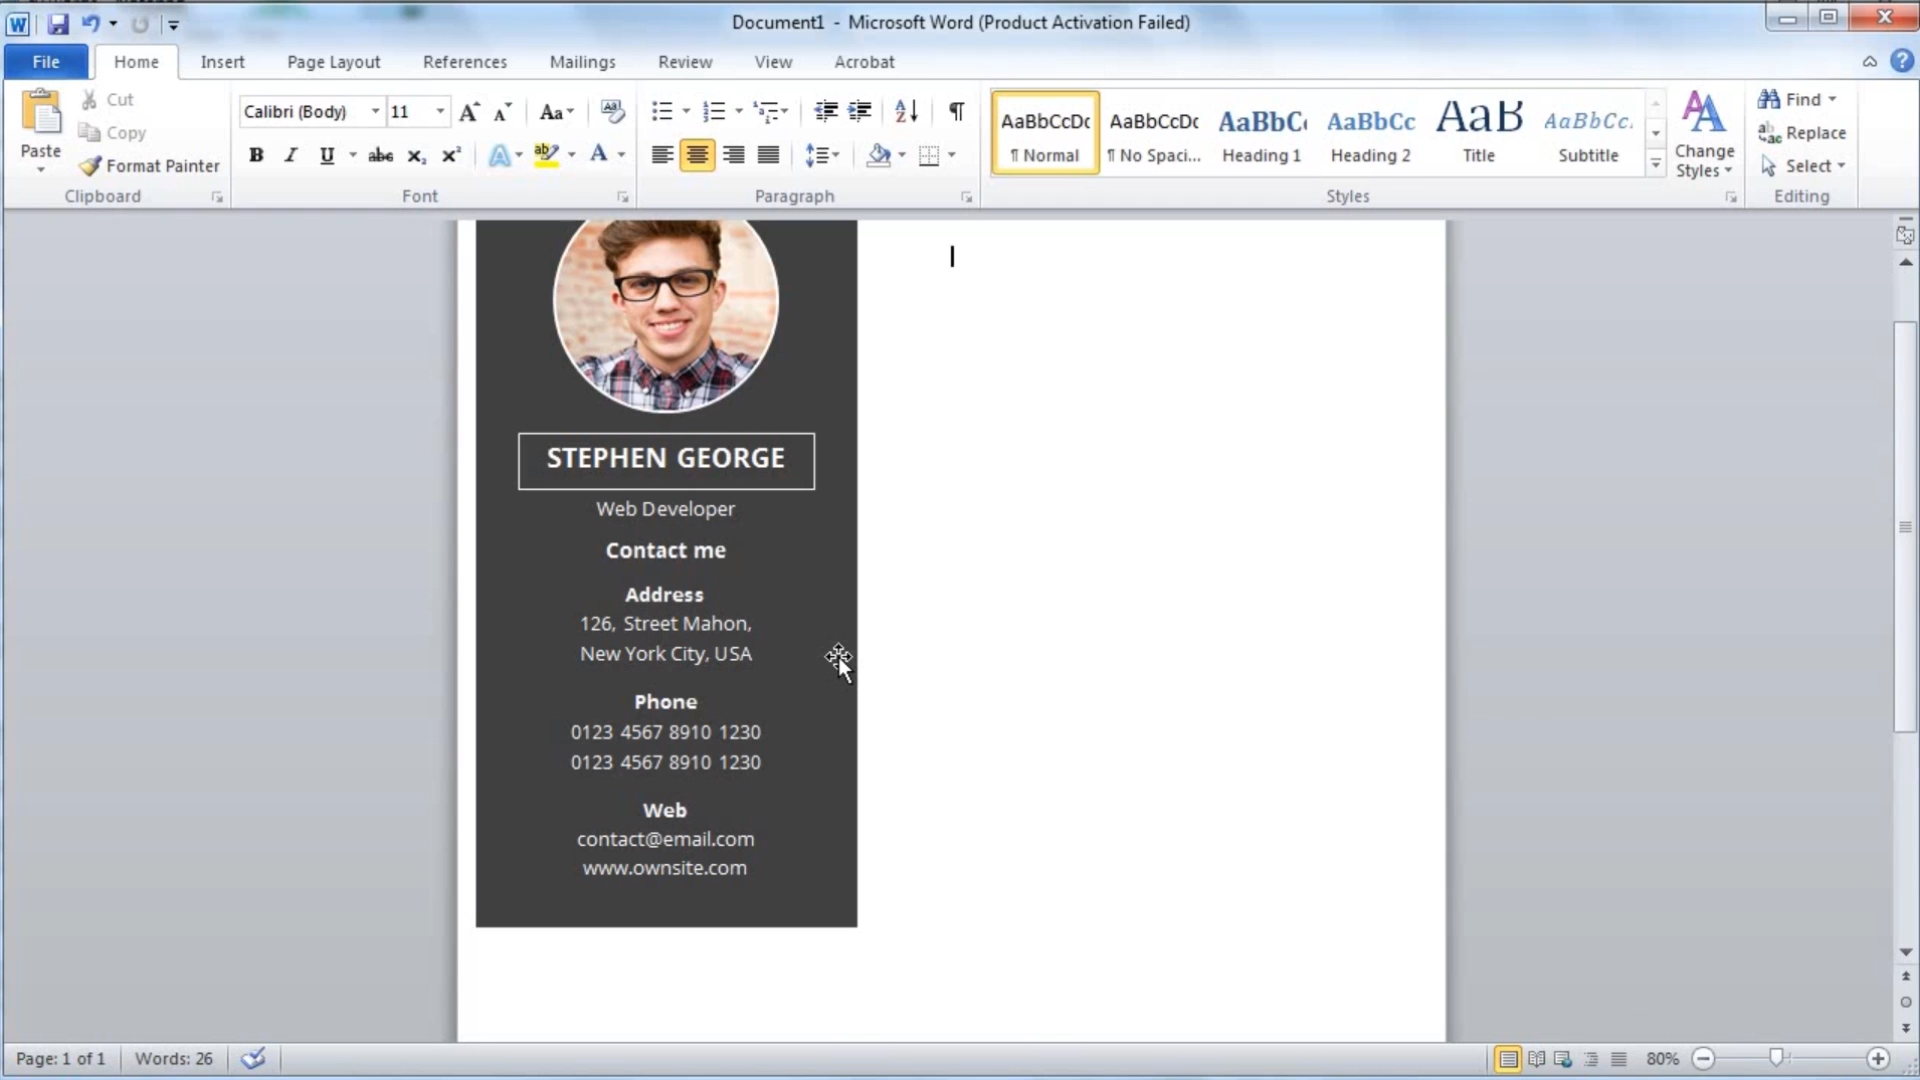 Document1 - Microsoft Word (Product Activation Failed)
File Home Insert Page Layout References Mailings Review View Acrobat
Paste
Cut
Copy
Format Painter
Clipboard
Calibri (Body) 11
Font
Paragraph
AaBbCcDc AaBbCcDc AaBbC AaBbCc AaB AaBbCc.
¶ Normal ¶ No Spaci... Heading 1 Heading 2 Title Subtitle
Change
Styles
Styles
Find
Replace
Select
Editing
STEPHEN GEORGE
Web Developer
Contact me
Address
126, Street Mahon,
New York City, USA
Phone
0123 4567 8910 1230
0123 4567 8910 1230
Web
contact@email.com
www.ownsite.com
Page: 1 of 1 Words: 26 80%